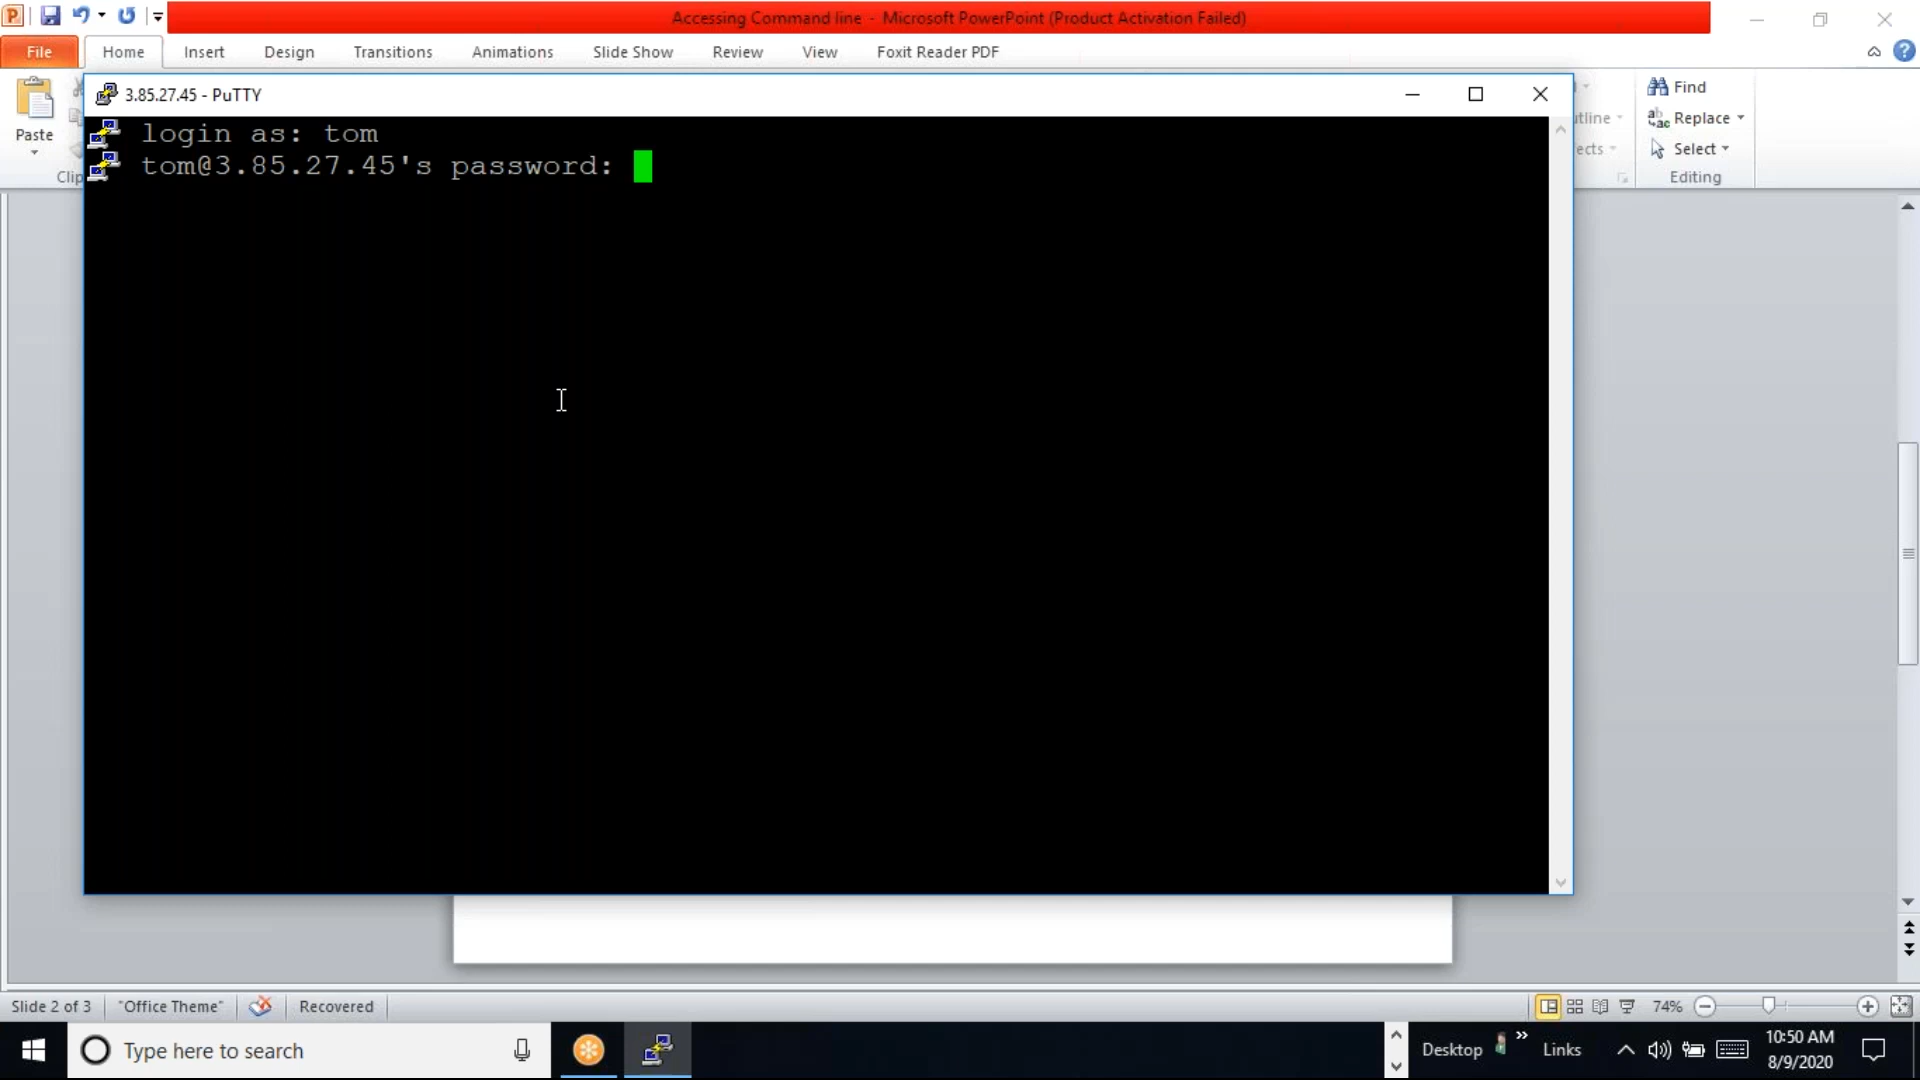 Accessing Command line - Microsoft PowerPoint (Product Activation Failed)
File Home Insert Design Transitions Animations Slide Show Review View Foxit Reader PDF
Paste
Find
Replace
Select
Editing
3.85.27.45 - PuTTY
login as: tom
tom@3.85.27.45's password:
Slide 2 of 3 "Office Theme" Recovered 74%
Type here to search
Desktop » Links
10:50 AM
8/9/2020